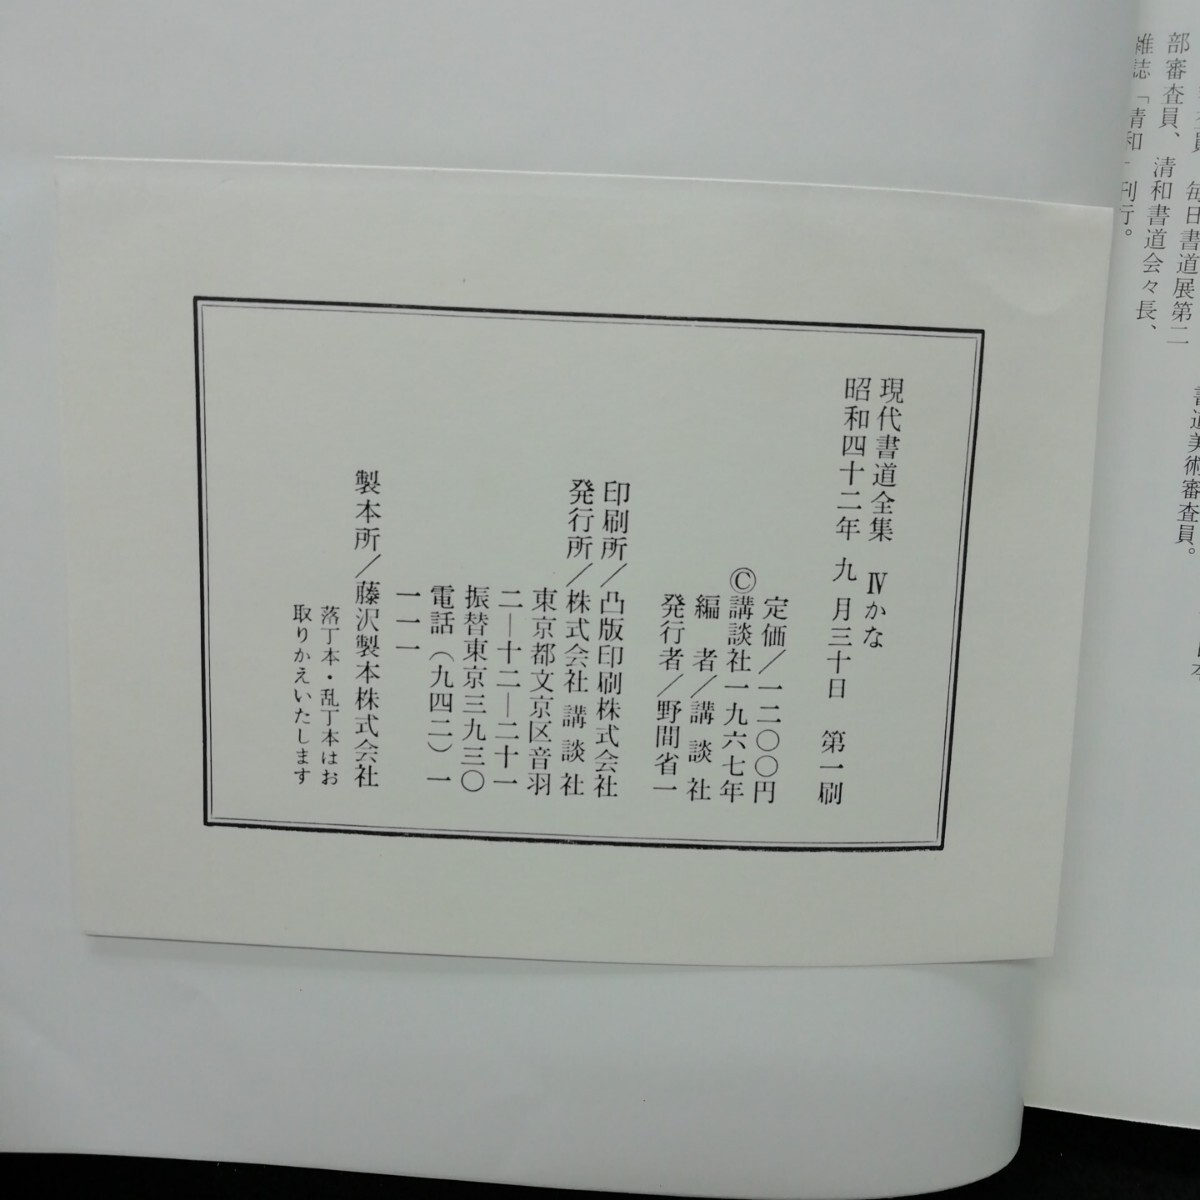 部審査員、清和書道会々長、
雑誌「清和」刊行。
毎日書道展第二
書道美術審査員。
現代書道全集 Ⅳかな
昭和四十二年 九 月三十日 第一刷
定価／一二〇〇円
©講談社一九六七年
編 者／講談社
発行者／野間省一
印刷所／凸版印刷株式会社
発行所／株式会社 講談社
東京都文京区音羽
二―十二―二十一
振替東京三九三〇
電話（九四二）一
一一一
製本所／藤沢製本株式会社
落丁本・乱丁本はお
取りかえいたします